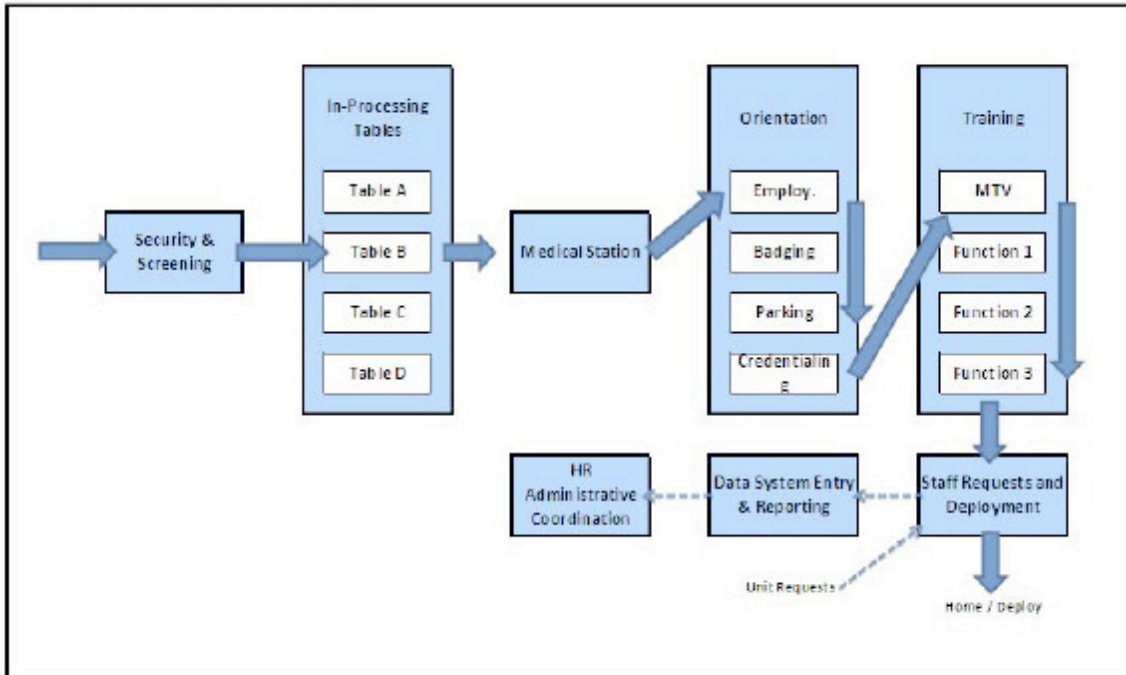 In-Processing
Tables
Table A
Table B
Table C
Table D
Security &
Screening
Medical Station
Orientation
Employ.
Badging
Parking
Credentialin
g
Training
MTV
Function 1
Function 2
Function 3
HR
Administrative
Coordination
Data System Entry
& Reporting
Staff Requests and
Deployment
Unit Requests
Home / Deploy